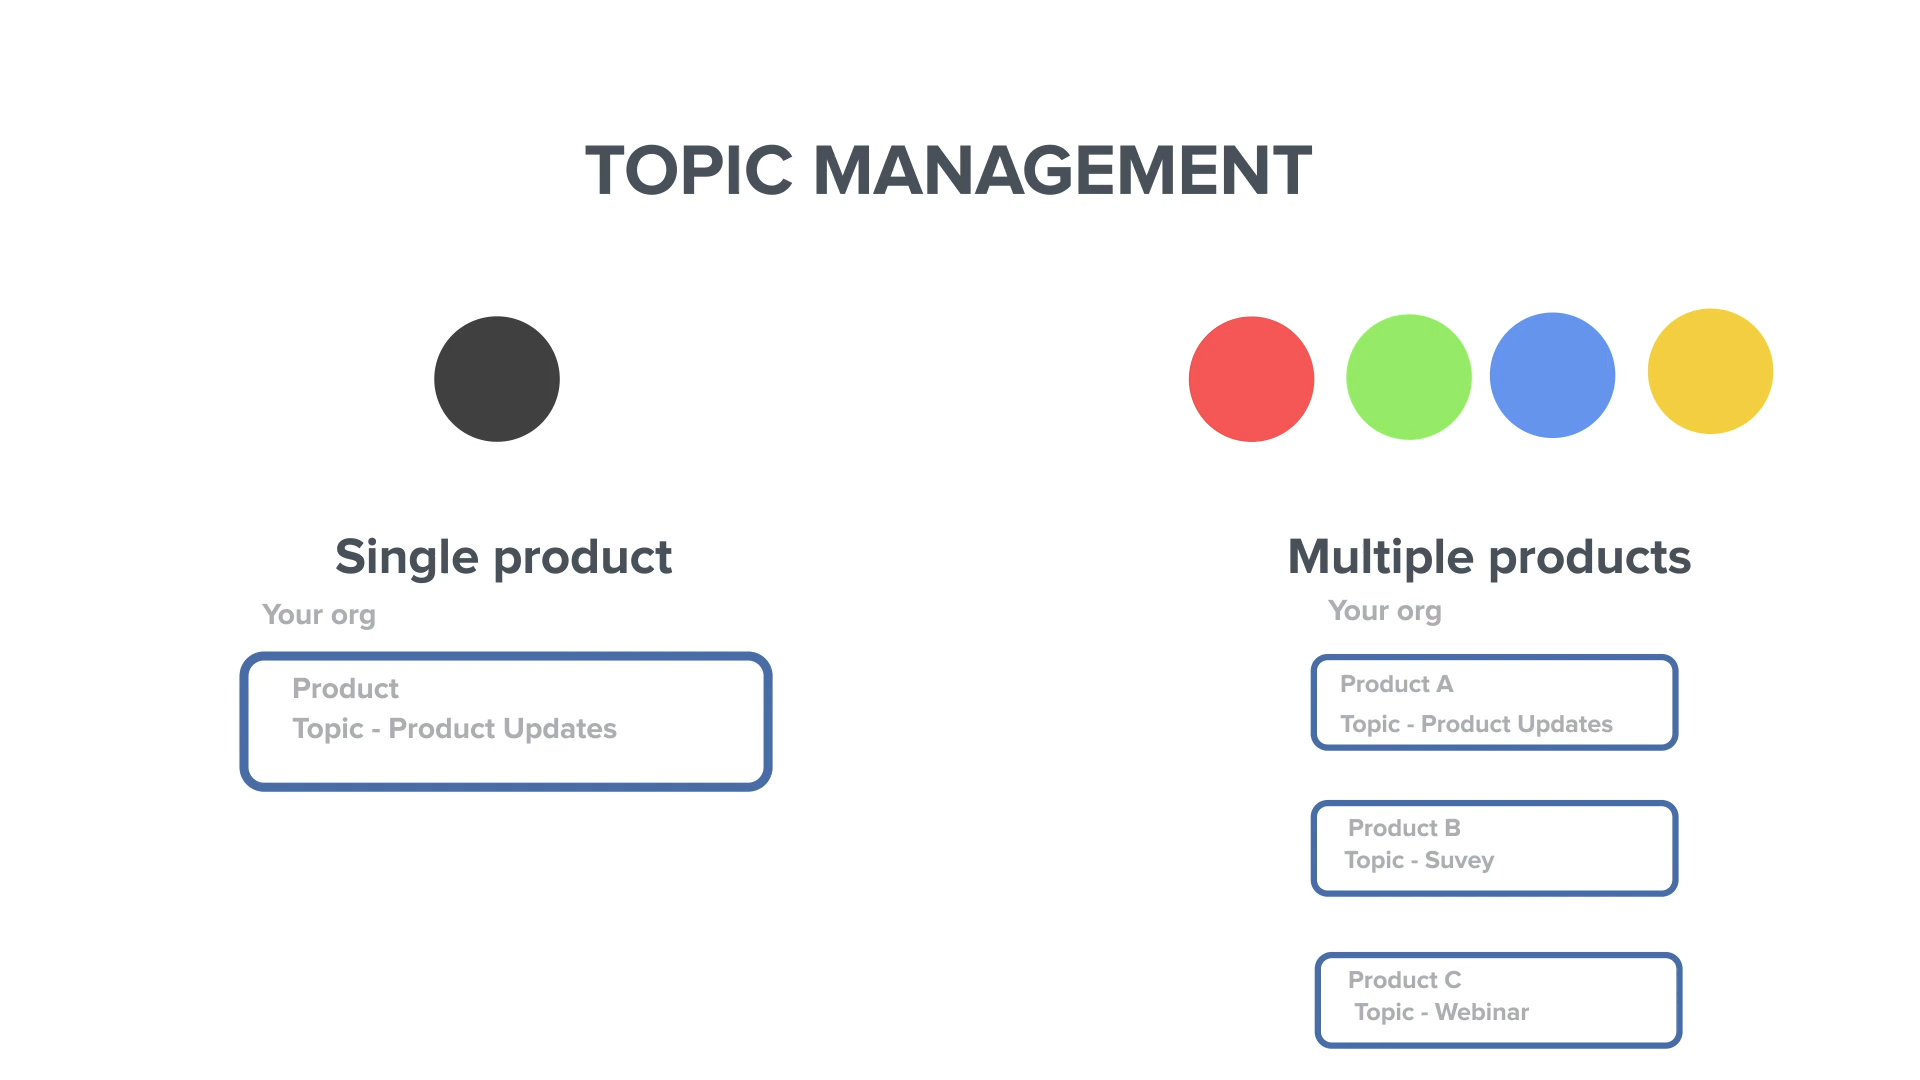 TOPIC MANAGEMENT
Single product
Your org
Product
Topic - Product Updates
Multiple products
Your org
Product A
Topic - Product Updates
Product B
Topic - Suvey
Product C
Topic - Webinar